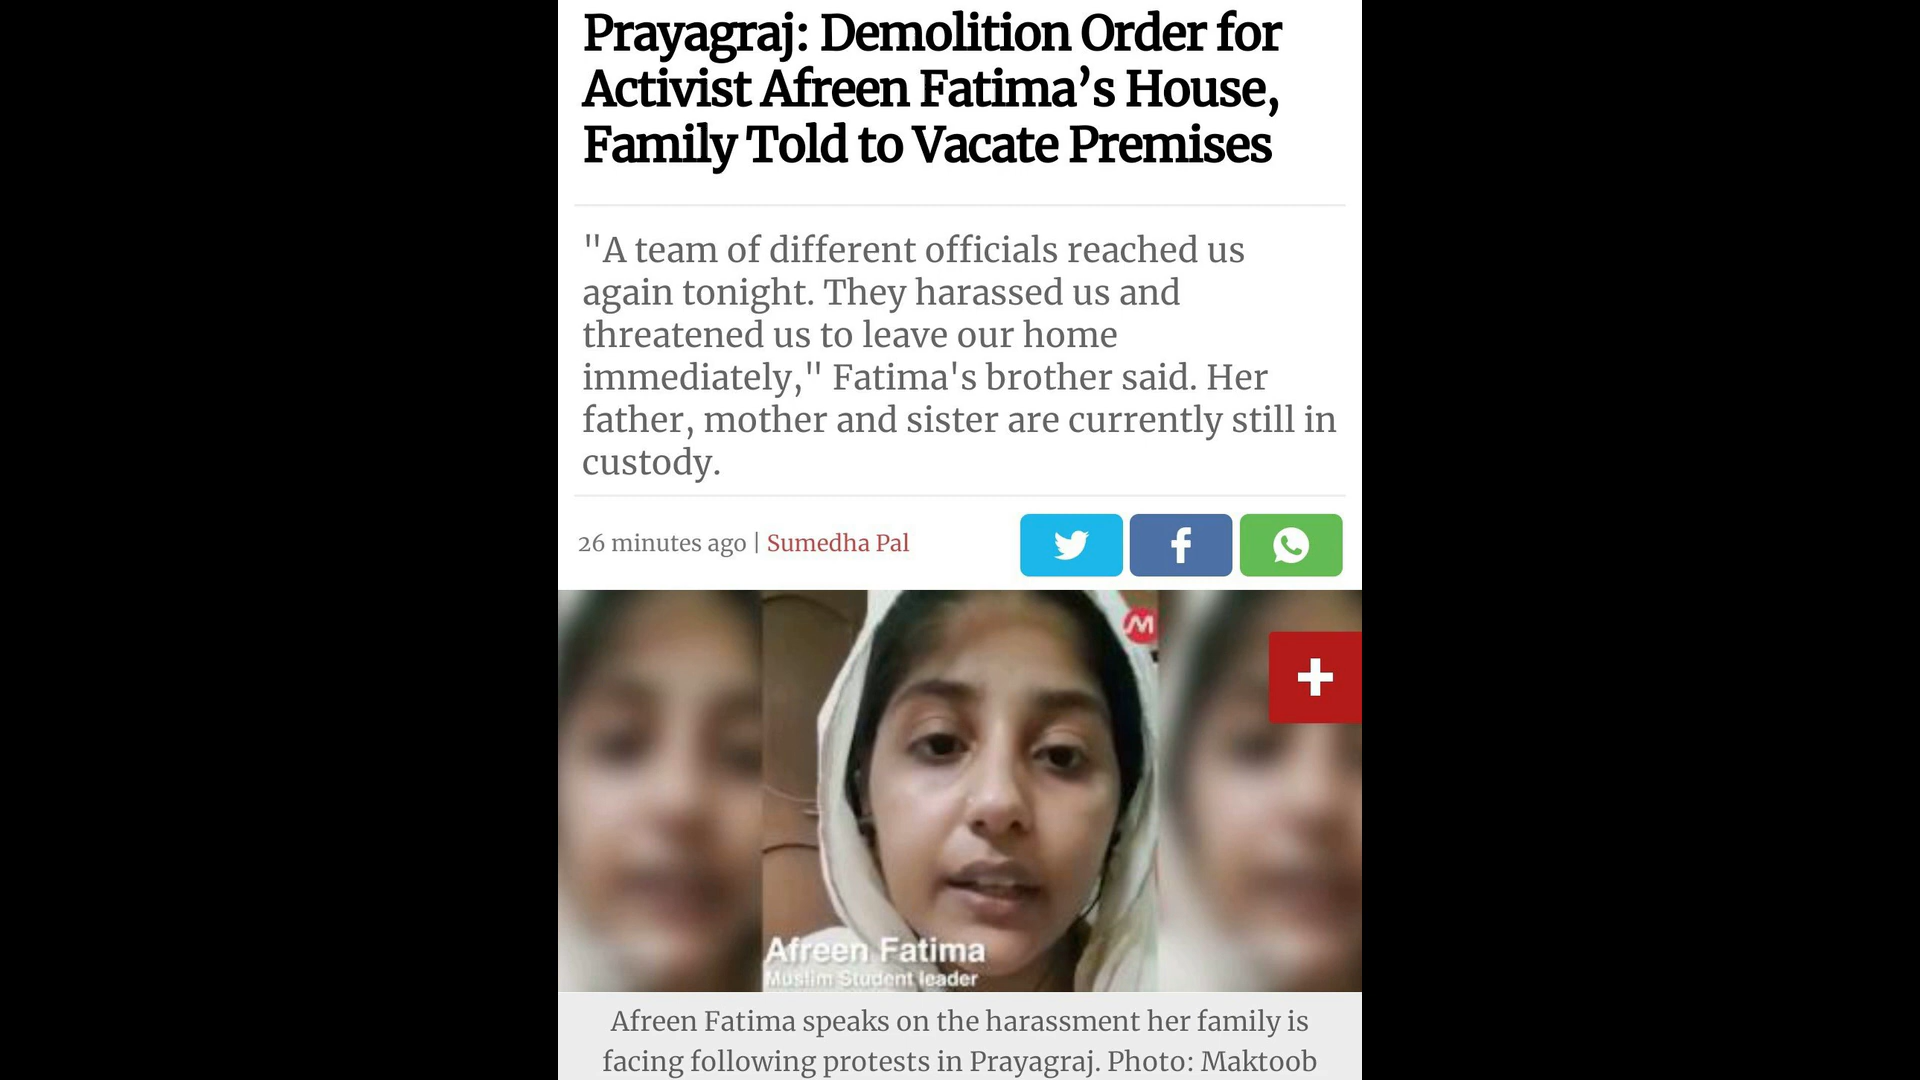 Prayagraj: Demolition Order for
Activist Afreen Fatima’s House,
Family Told to Vacate Premises
"A team of different officials reached us
again tonight. They harassed us and
threatened us to leave our home
immediately," Fatima's brother said. Her
father, mother and sister are currently still in
custody.
26 minutes ago | Sumedha Pal
M
Afreen Fatima
Muslim Student leader
Afreen Fatima speaks on the harassment her family is
facing following protests in Prayagraj. Photo: Maktoob